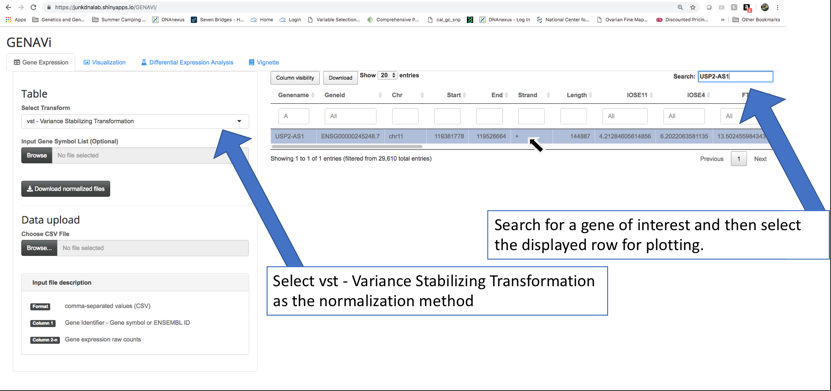 https://junkdnalab.shinyapps.io/GENAVi/
Apps Genetics and Gen... Summer Camping ... DNAnexus Seven Bridges - H... Home Login Variable Selection... Comprehensive P... cal_gc_snp DNAnexus - Log In National Center fo... Ovarian Fine Map... Discounted Pricin... » Other Bookmarks
GENAVi
Gene Expression Visualization Differential Expression Analysis Vignette
Table
Select Transform
vst - Variance Stabilizing Transformation
Input Gene Symbol List (Optional)
Browse No file selected
Download normalized files
Data upload
Choose CSV File
Browse... No file selected
Input file description
Format comma-separated values (CSV)
Column 1 Gene Identifier - Gene symbol or ENSEMBL ID
Column 2-n Gene expression raw counts
Column visibility Download Show 20 entries Search: USP2-AS1
Genename Geneid Chr Start End Strand Length IOSE11 IOSE4 FT
A All All All All
USP2-AS1 ENSG00000245248.7 chr11 119381778 119526664 + 144887 4.21284605614856 6.2022063581135 13.502455984343
Showing 1 to 1 of 1 entries (filtered from 29,610 total entries) Previous 1 Next
Search for a gene of interest and then select
the displayed row for plotting.
Select vst - Variance Stabilizing Transformation
as the normalization method